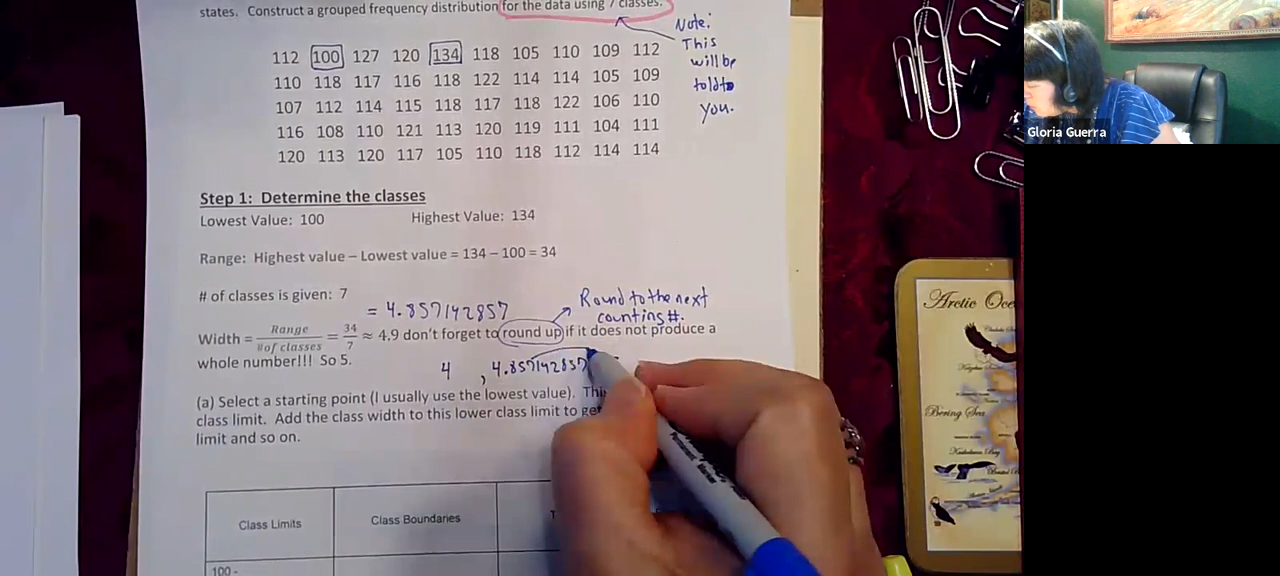 states. Construct a grouped frequency distribution for the data using 7 classes.
Note:
This
will be
told to
you.
112 100 127 120 134 118 105 110 109 112
110 118 117 116 118 122 114 114 105 109
107 112 114 115 118 117 118 122 106 110
116 108 110 121 113 120 119 111 104 111
120 113 120 117 105 110 118 112 114 114
Gloria Guerra
Step 1: Determine the classes
Lowest Value: 100 Highest Value: 134
Range: Highest value – Lowest value = 134 – 100 = 34
# of classes is given: 7
= 4.857142857
Round to the next
counting #.
Width = Range / # of classes = 34 / 7 ≈ 4.9 don't forget to round up if it does not produce a
whole number!!! So 5.
4 , 4.857142857
(a) Select a starting point (I usually use the lowest value).
class limit. Add the class width to this lower class limit to
limit and so on.
Class Limits Class Boundaries
100 -
Arctic
Bering Sea